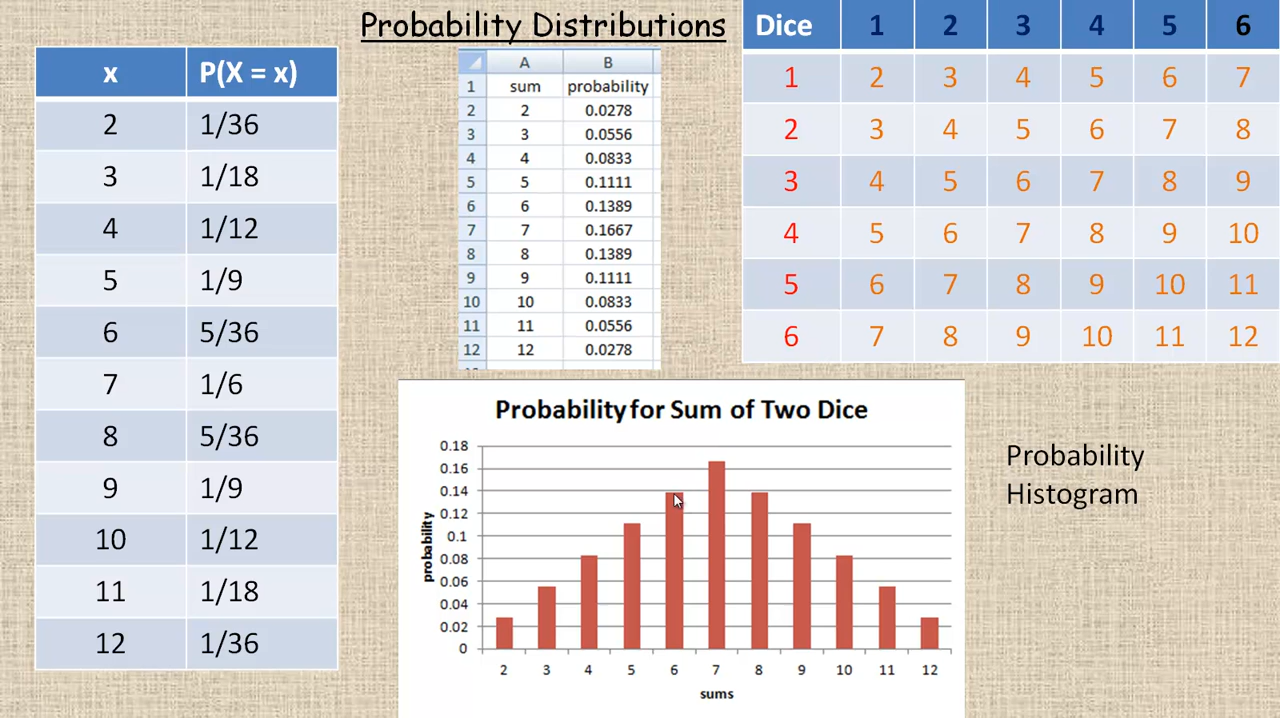 Probability Distributions
x P(X = x)
2 1/36
3 1/18
4 1/12
5 1/9
6 5/36
7 1/6
8 5/36
9 1/9
10 1/12
11 1/18
12 1/36
A B
1 sum probability
2 2 0.0278
3 3 0.0556
4 4 0.0833
5 5 0.1111
6 6 0.1389
7 7 0.1667
8 8 0.1389
9 9 0.1111
10 10 0.0833
11 11 0.0556
12 12 0.0278
Dice 1 2 3 4 5 6
1 2 3 4 5 6 7
2 3 4 5 6 7 8
3 4 5 6 7 8 9
4 5 6 7 8 9 10
5 6 7 8 9 10 11
6 7 8 9 10 11 12
Probability for Sum of Two Dice
probability
0.18
0.16
0.14
0.12
0.1
0.08
0.06
0.04
0.02
0
2 3 4 5 6 7 8 9 10 11 12
sums
Probability
Histogram